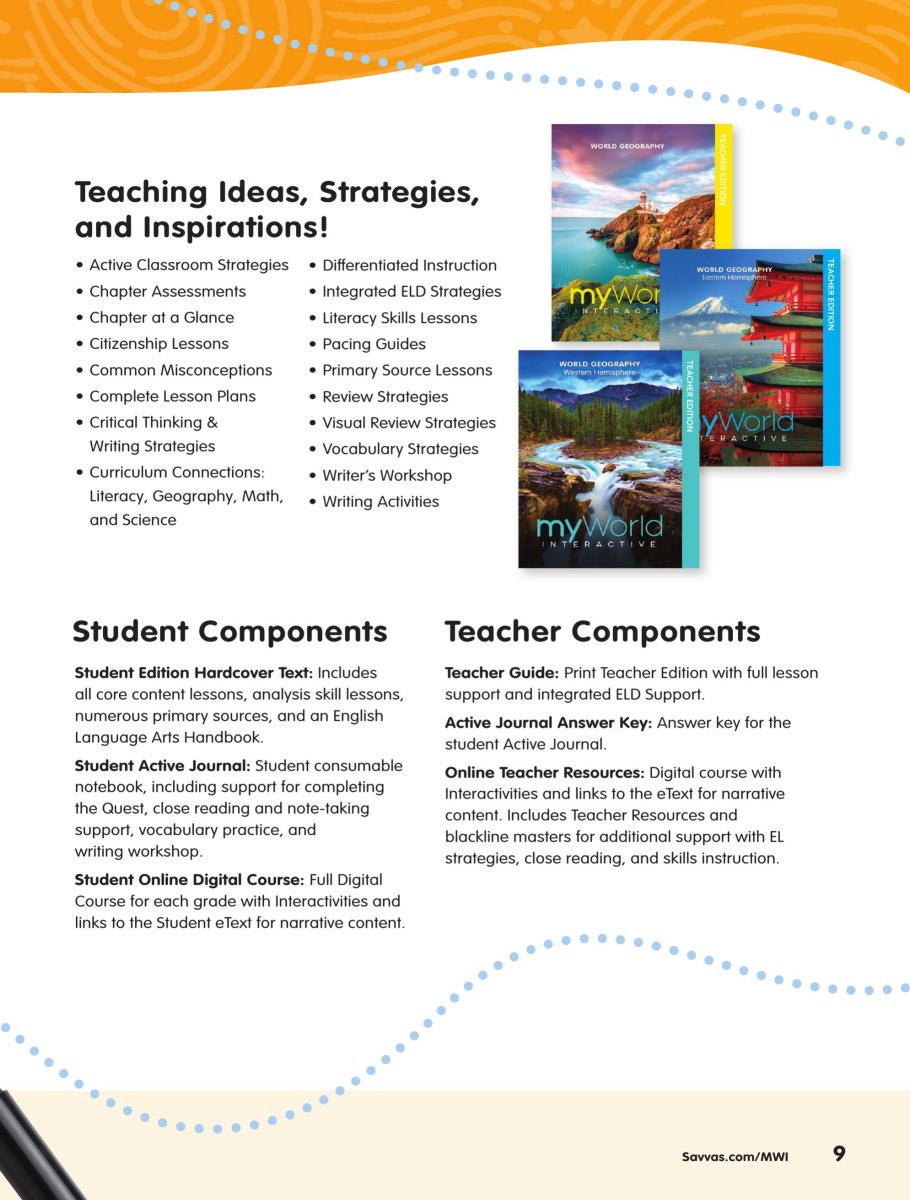 Teaching Ideas, Strategies,
and Inspirations!
• Active Classroom Strategies
• Chapter Assessments
• Chapter at a Glance
• Citizenship Lessons
• Common Misconceptions
• Complete Lesson Plans
• Critical Thinking &
Writing Strategies
• Curriculum Connections:
Literacy, Geography, Math,
and Science
• Differentiated Instruction
• Integrated ELD Strategies
• Literacy Skills Lessons
• Pacing Guides
• Primary Source Lessons
• Review Strategies
• Visual Review Strategies
• Vocabulary Strategies
• Writer's Workshop
• Writing Activities
WORLD GEOGRAPHY
TEACHER EDITION
myWor
INTERACTI
WORLD GEOGRAPHY
Eastern Hemisphere
TEACHER EDITION
yWorld
TERACTIVE
WORLD GEOGRAPHY
Western Hemisphere
TEACHER EDITION
myWorld
INTERACTIVE
Student Components
Student Edition Hardcover Text: Includes
all core content lessons, analysis skill lessons,
numerous primary sources, and an English
Language Arts Handbook.
Student Active Journal: Student consumable
notebook, including support for completing
the Quest, close reading and note-taking
support, vocabulary practice, and
writing workshop.
Student Online Digital Course: Full Digital
Course for each grade with Interactivities and
links to the Student eText for narrative content.
Teacher Components
Teacher Guide: Print Teacher Edition with full lesson
support and integrated ELD Support.
Active Journal Answer Key: Answer key for the
student Active Journal.
Online Teacher Resources: Digital course with
Interactivities and links to the eText for narrative
content. Includes Teacher Resources and
blackline masters for additional support with EL
strategies, close reading, and skills instruction.
Savvas.com/MWI 9